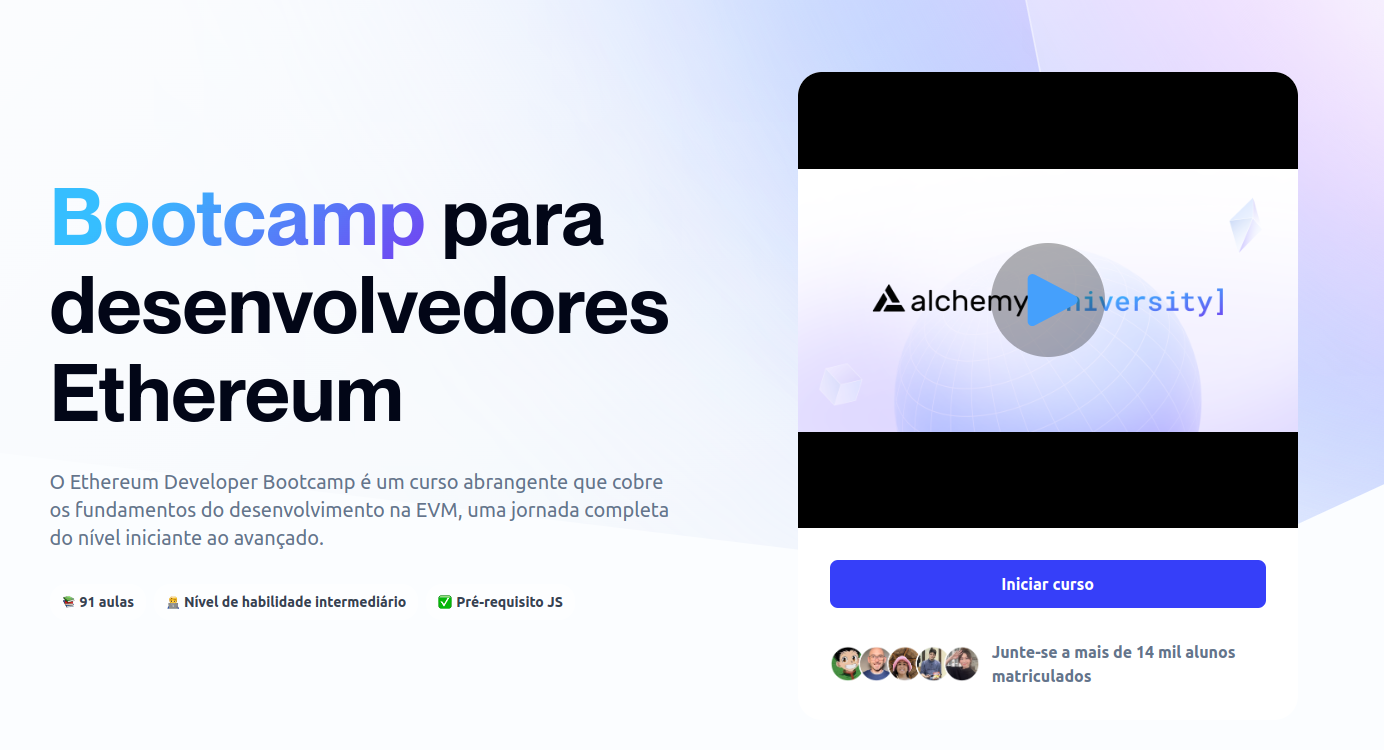 Bootcamp para
desenvolvedores
Ethereum
O Ethereum Developer Bootcamp é um curso abrangente que cobre
os fundamentos do desenvolvimento na EVM, uma jornada completa
do nível iniciante ao avançado.
91 aulas
Nível de habilidade intermediário
Pré-requisito JS
alchemy niversity]
Iniciar curso
Junte-se a mais de 14 mil alunos
matriculados